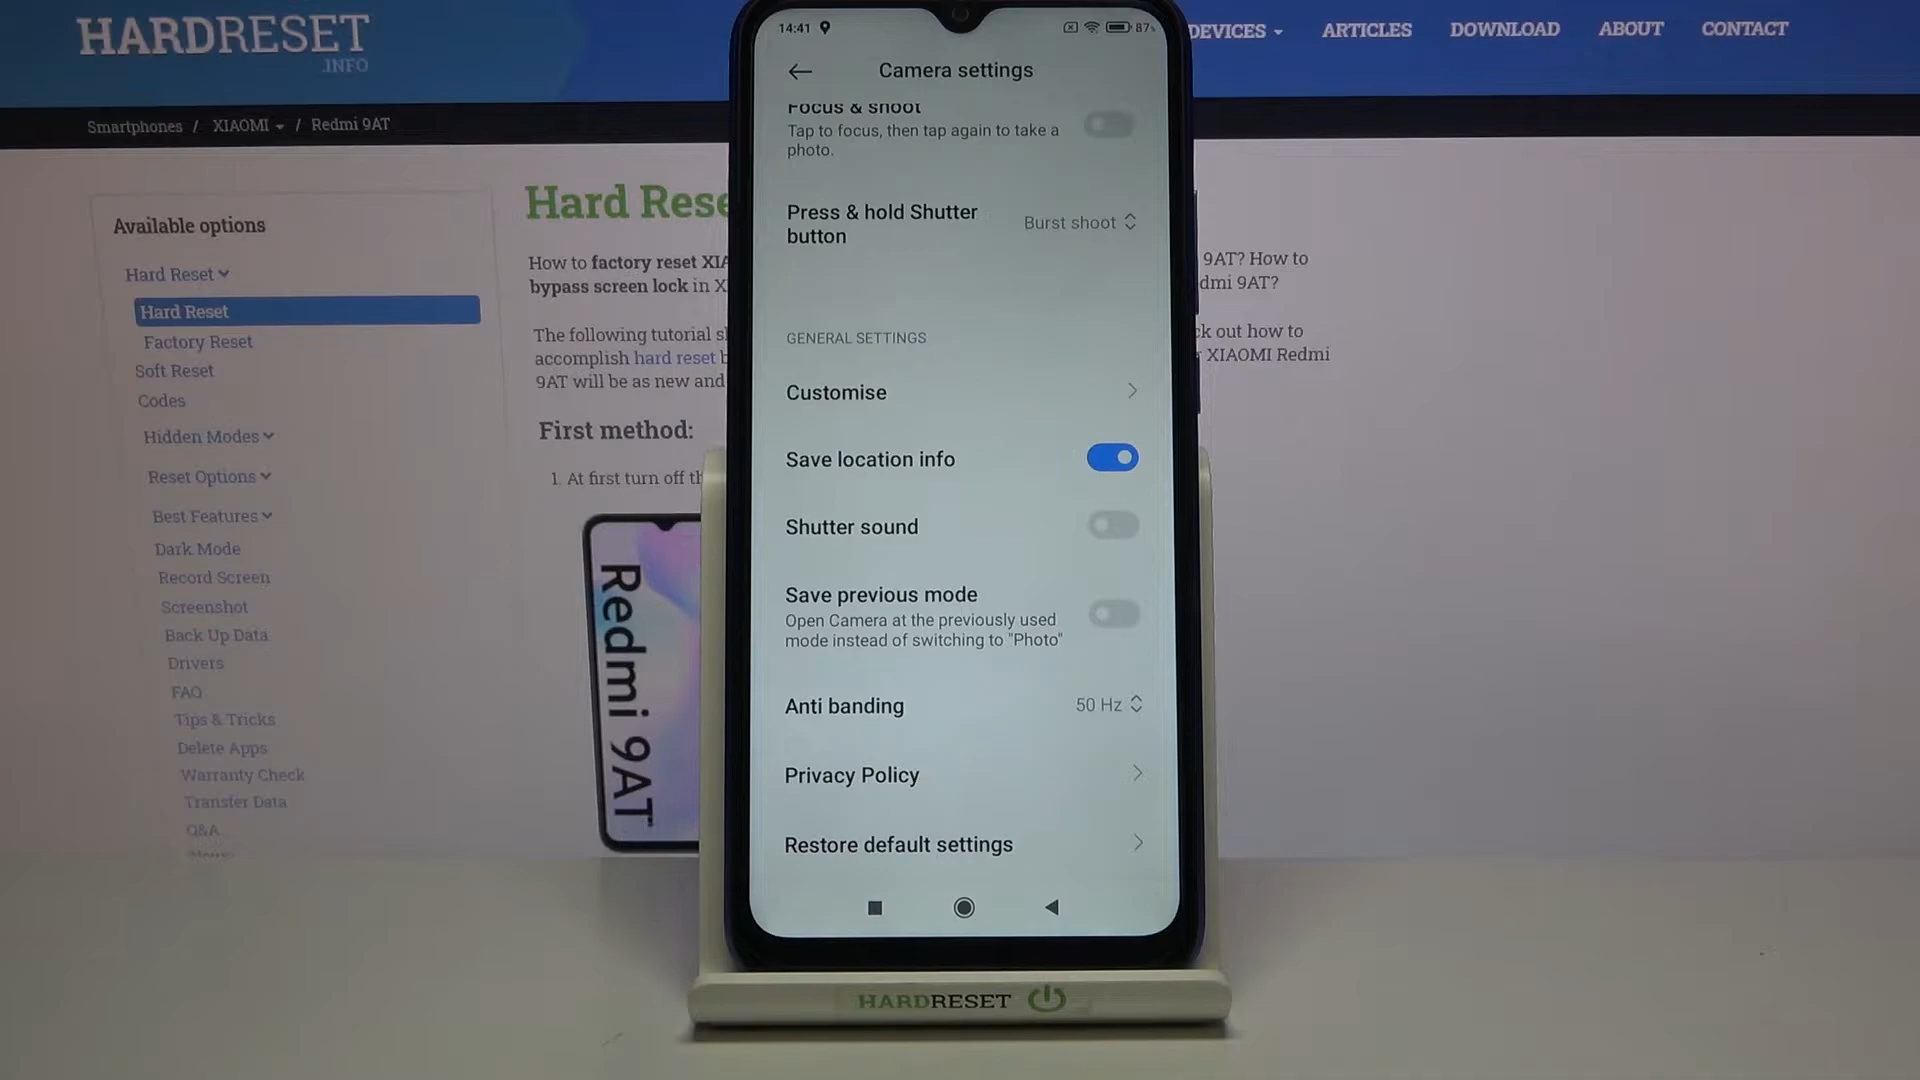 HARDRESET
.INFO
DEVICES
ARTICLES
DOWNLOAD
ABOUT
CONTACT
Smartphones / XIAOMI / Redmi 9AT
Available options
Hard Reset
Hard Reset
Factory Reset
Soft Reset
Codes
Hidden Modes
Reset Options
Best Features
Dark Mode
Record Screen
Screenshot
Back Up Data
Drivers
FAQ
Tips & Tricks
Delete Apps
Warranty Check
Transfer Data
Q&A
Hard Rese
How to factory reset XIA
bypass screen lock in X
9AT? How to
dmi 9AT?
The following tutorial s
accomplish hard reset b
9AT will be as new and
ck out how to
XIAOMI Redmi
First method:
1. At first turn off th
Redmi 9AT
14:41
87%
Camera settings
Focus & shoot
Tap to focus, then tap again to take a
photo.
Press & hold Shutter
button
Burst shoot
GENERAL SETTINGS
Customise
Save location info
Shutter sound
Save previous mode
Open Camera at the previously used
mode instead of switching to "Photo"
Anti banding
50 Hz
Privacy Policy
Restore default settings
HARDRESET